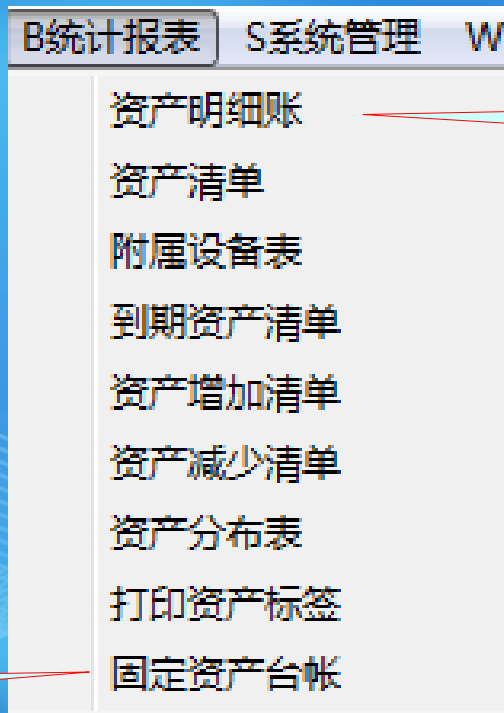 B统计报表 S系统管理 W
资产明细账
资产清单
附属设备表
到期资产清单
资产增加清单
资产减少清单
资产分布表
打印资产标签
固定资产台帐